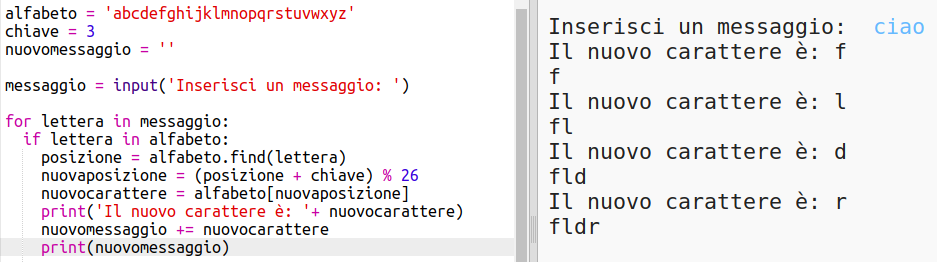 alfabeto = 'abcdefghijklmnopqrstuvwxyz'
chiave = 3
nuovomessaggio = ''
messaggio = input('Inserisci un messaggio: ')
for lettera in messaggio:
  if lettera in alfabeto:
    posizione = alfabeto.find(lettera)
    nuovaposizione = (posizione + chiave) % 26
    nuovocarattere = alfabeto[nuovaposizione]
    print('Il nuovo carattere è: '+ nuovocarattere)
    nuovomessaggio += nuovocarattere
    print(nuovomessaggio)
Inserisci un messaggio:  ciao
Il nuovo carattere è: f
f
Il nuovo carattere è: l
fl
Il nuovo carattere è: d
fld
Il nuovo carattere è: r
fldr